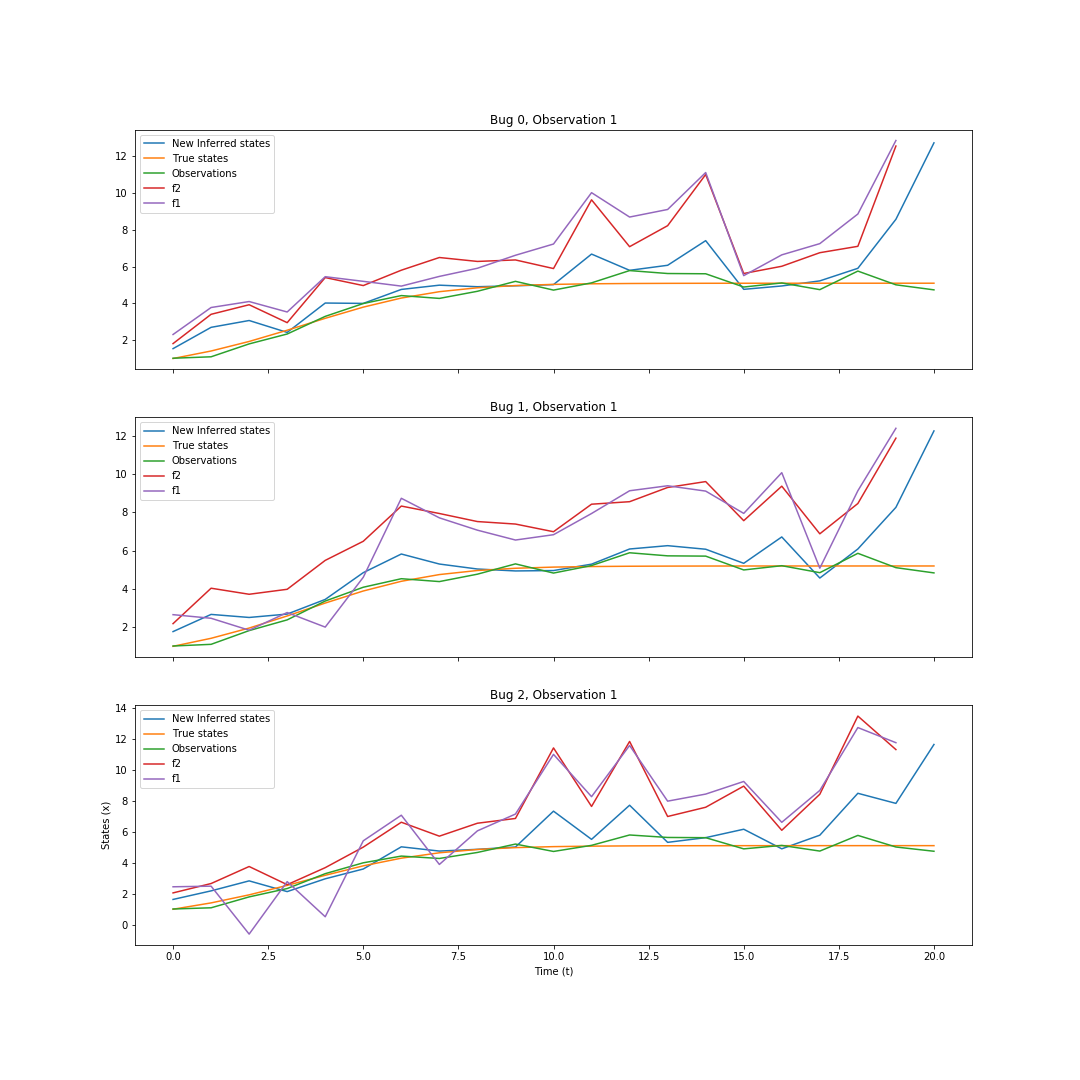 Bug 0, Observation 1
New Inferred states
True states
Observations
f2
f1
12
10
8
6
4
2
Bug 1, Observation 1
New Inferred states
True states
Observations
f2
f1
12
10
8
6
4
2
Bug 2, Observation 1
New Inferred states
True states
Observations
f2
f1
14
12
10
8
6
4
2
0
States (x)
0.0 2.5 5.0 7.5 10.0 12.5 15.0 17.5 20.0
Time (t)